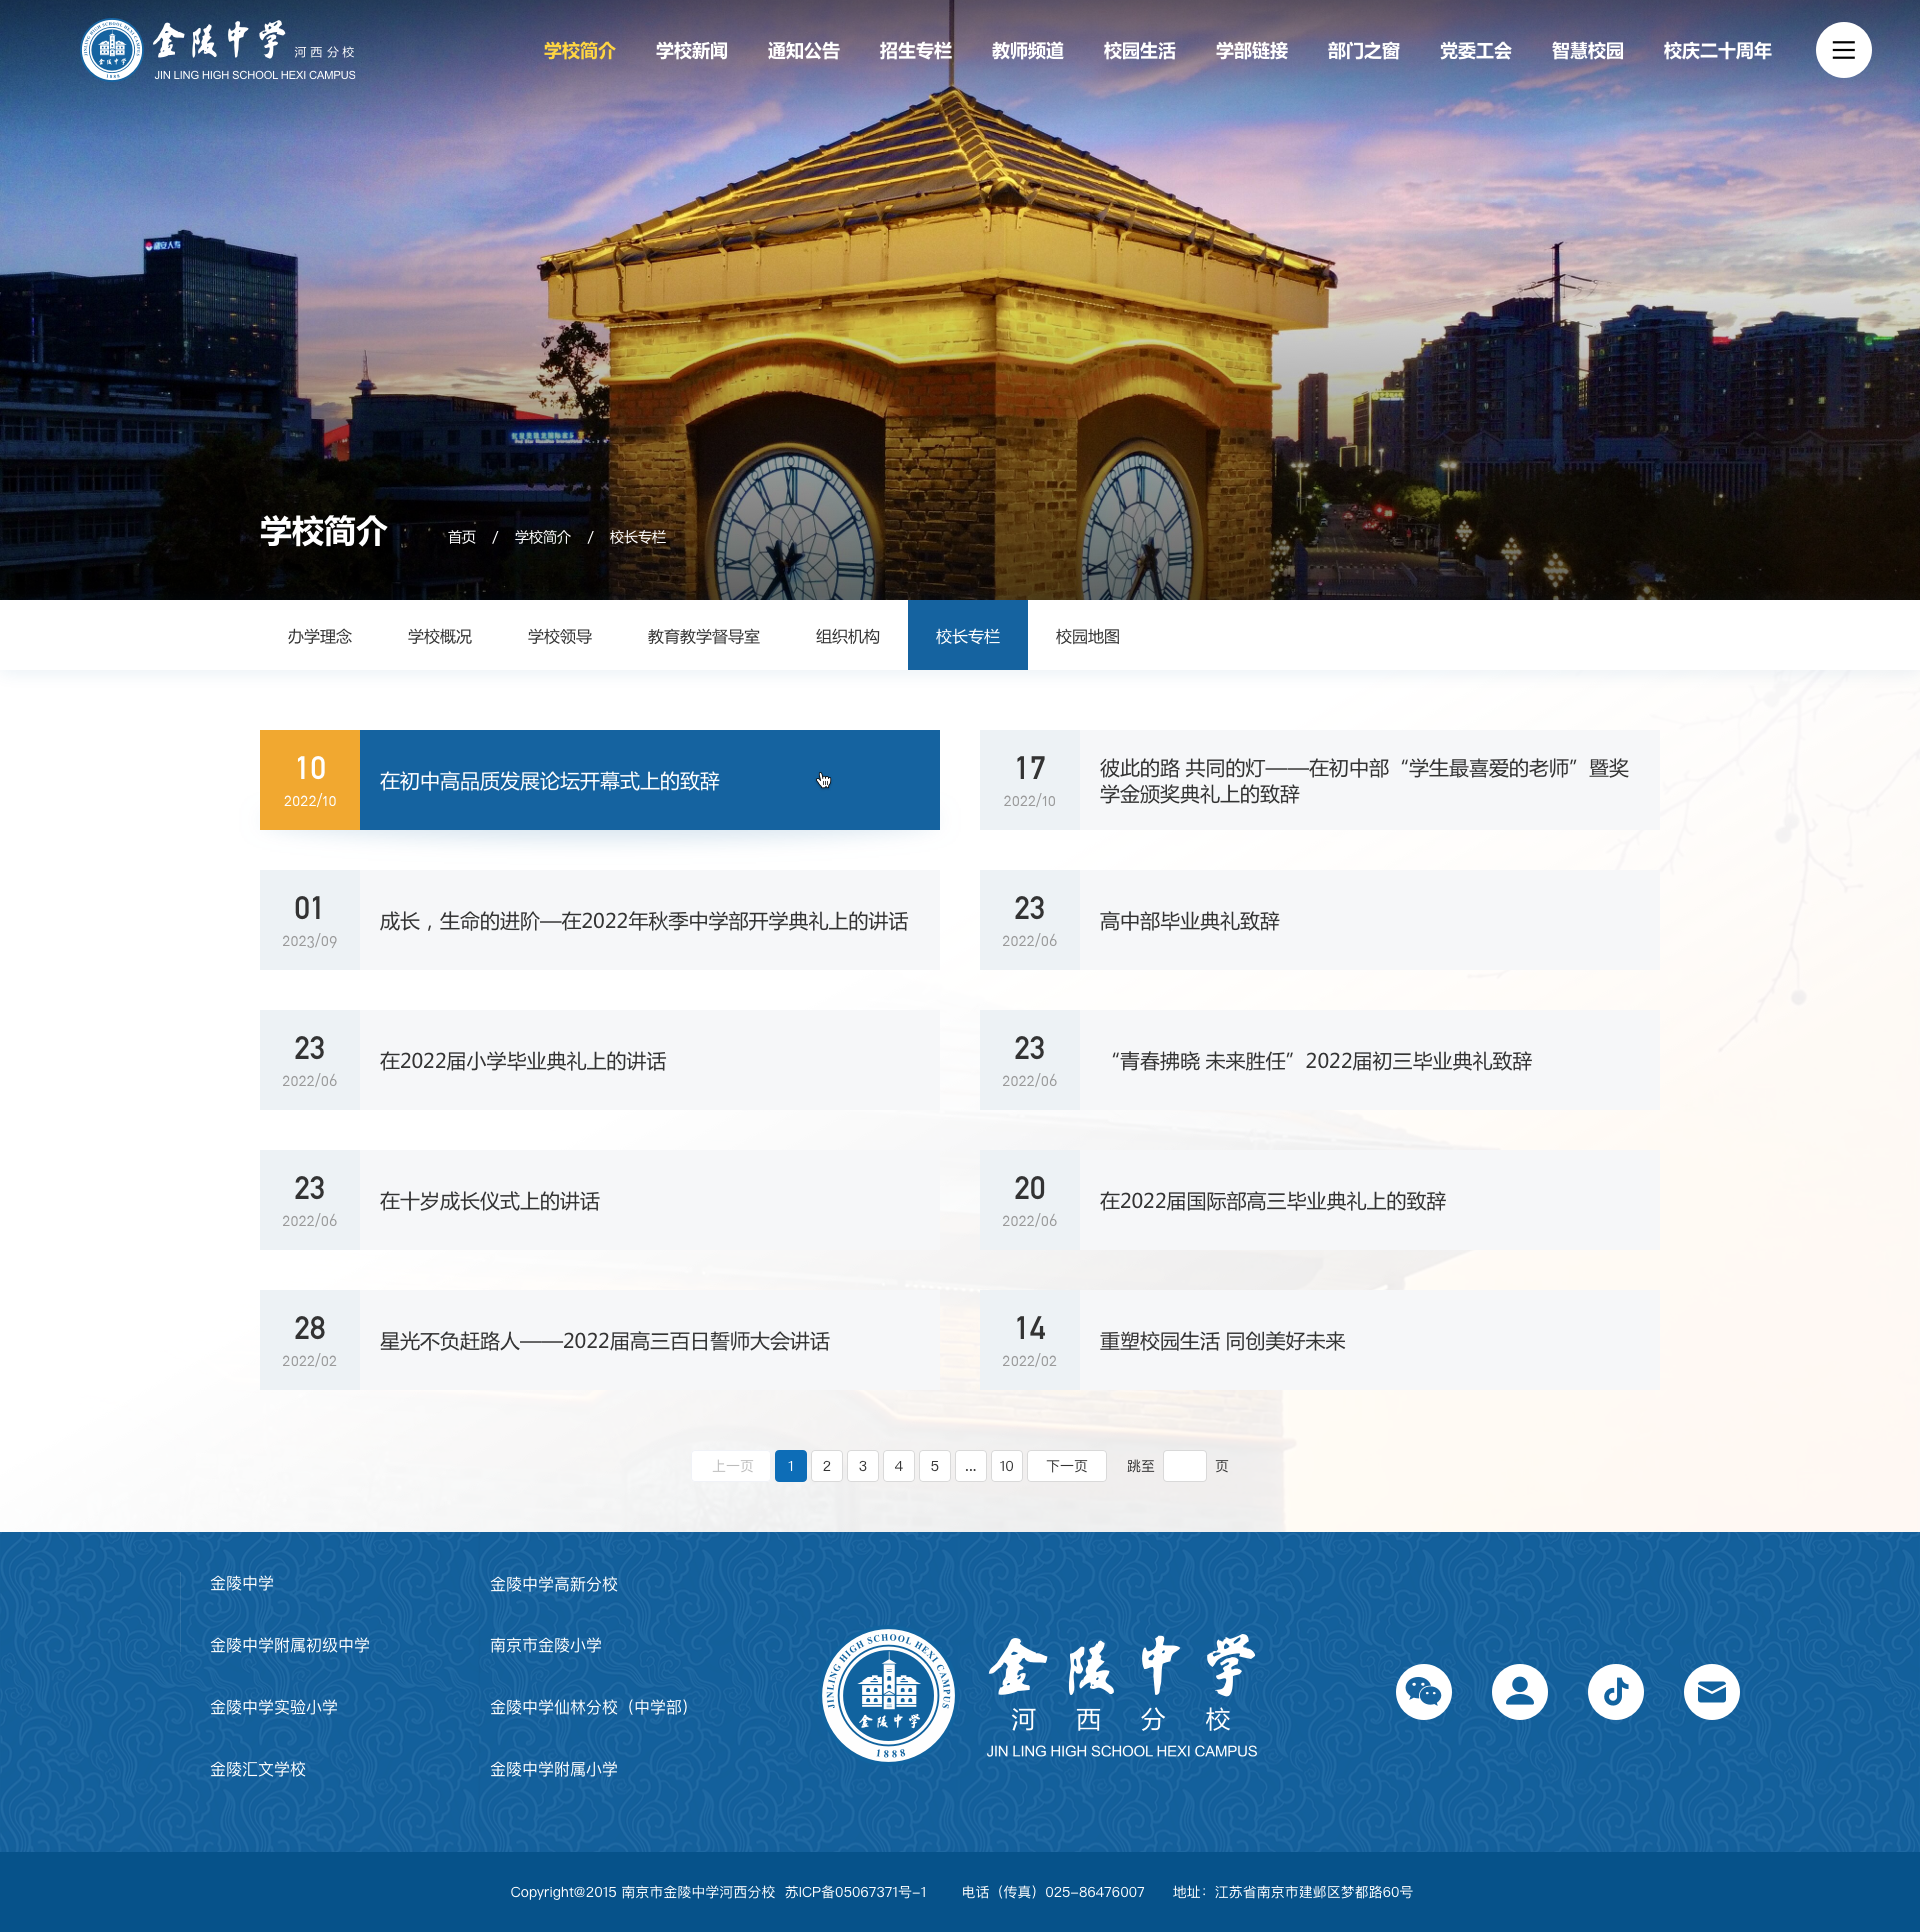 金陵中学 河西分校
JIN LING HIGH SCHOOL HEXI CAMPUS
学校简介 学校新闻 通知公告 招生专栏 教师频道 校园生活 学部链接 部门之窗 党委工会 智慧校园 校庆二十周年
学校简介 首页 / 学校简介 / 校长专栏
办学理念 学校概况 学校领导 教育教学督导室 组织机构 校长专栏 校园地图
10
2022/10
在初中高品质发展论坛开幕式上的致辞
17
2022/10
彼此的路 共同的灯——在初中部“学生最喜爱的老师”暨奖
学金颁奖典礼上的致辞
01
2023/09
成长，生命的进阶—在2022年秋季中学部开学典礼上的讲话
23
2022/06
高中部毕业典礼致辞
23
2022/06
在2022届小学毕业典礼上的讲话
23
2022/06
“青春拂晓 未来胜任”2022届初三毕业典礼致辞
23
2022/06
在十岁成长仪式上的讲话
20
2022/06
在2022届国际部高三毕业典礼上的致辞
28
2022/02
星光不负赶路人——2022届高三百日誓师大会讲话
14
2022/02
重塑校园生活 同创美好未来
上一页 1 2 3 4 5 ... 10 下一页 跳至 页
金陵中学 金陵中学高新分校
金陵中学附属初级中学 南京市金陵小学
金陵中学实验小学 金陵中学仙林分校（中学部）
金陵汇文学校 金陵中学附属小学
JINLING HIGH SCHOOL HEXI CAMPUS
金陵中学
1888
金陵中学
河西分校
JIN LING HIGH SCHOOL HEXI CAMPUS
Copyright@2015 南京市金陵中学河西分校 苏ICP备05067371号-1 电话（传真）025-86476007 地址：江苏省南京市建邺区梦都路60号